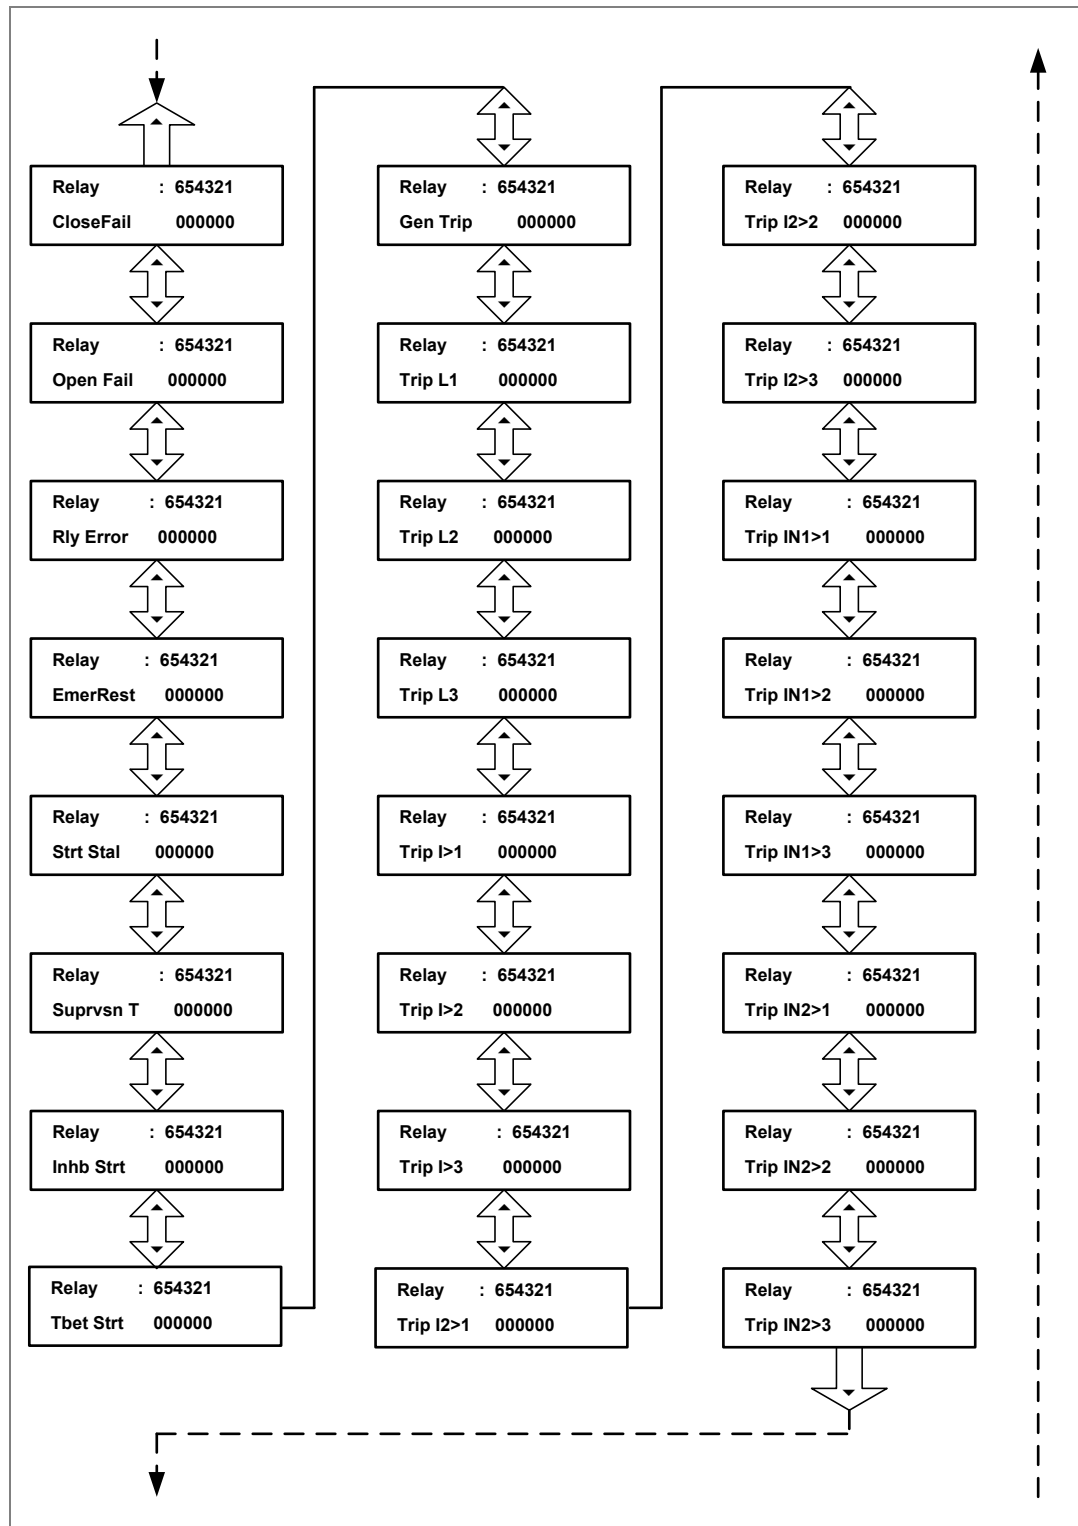 Relay : 654321
CloseFail 000000
Relay : 654321
Open Fail 000000
Relay : 654321
Rly Error 000000
Relay : 654321
EmerRest 000000
Relay : 654321
Strt Stal 000000
Relay : 654321
Suprvsn T 000000
Relay : 654321
Inhb Strt 000000
Relay : 654321
Tbet Strt 000000
Relay : 654321
Gen Trip 000000
Relay : 654321
Trip L1 000000
Relay : 654321
Trip L2 000000
Relay : 654321
Trip L3 000000
Relay : 654321
Trip I>1 000000
Relay : 654321
Trip I>2 000000
Relay : 654321
Trip I>3 000000
Relay : 654321
Trip I2>1 000000
Relay : 654321
Trip I2>2 000000
Relay : 654321
Trip I2>3 000000
Relay : 654321
Trip IN1>1 000000
Relay : 654321
Trip IN1>2 000000
Relay : 654321
Trip IN1>3 000000
Relay : 654321
Trip IN2>1 000000
Relay : 654321
Trip IN2>2 000000
Relay : 654321
Trip IN2>3 000000